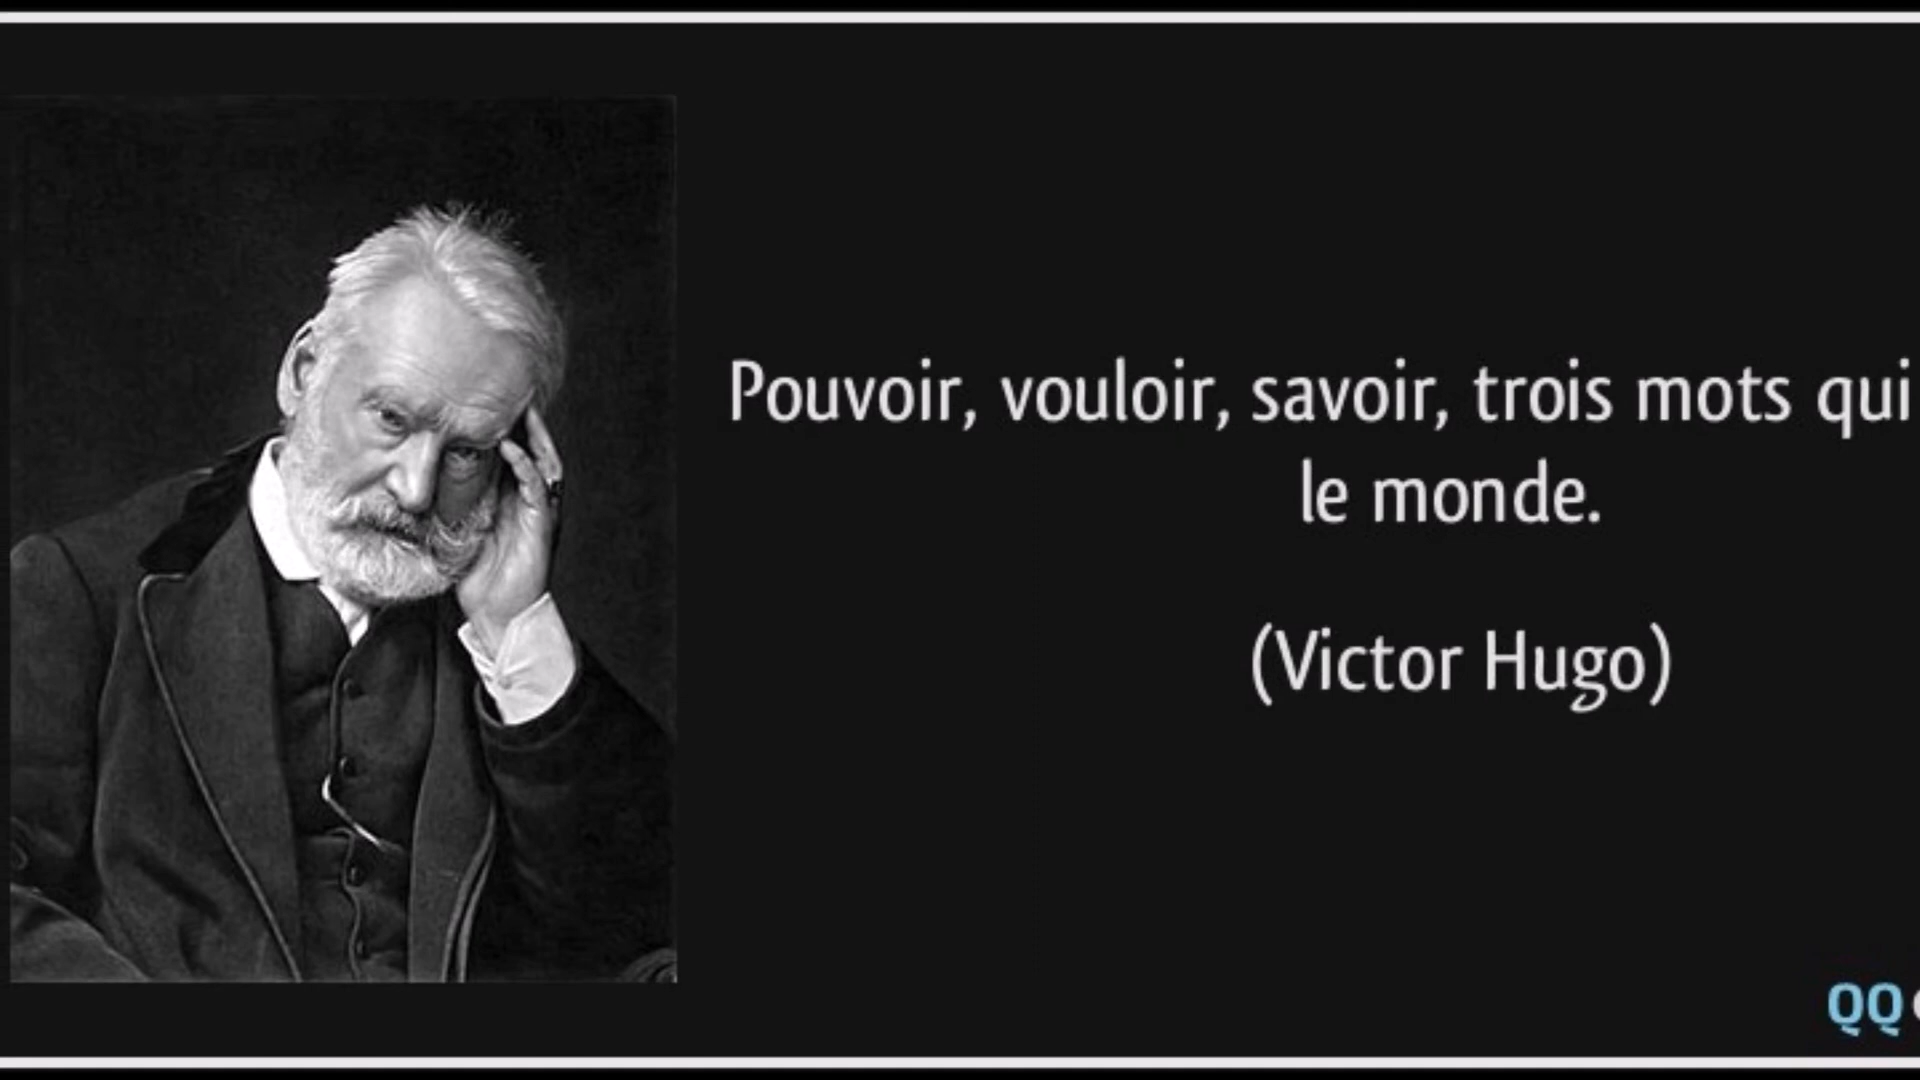 Pouvoir, vouloir, savoir, trois mots qui
le monde.
(Victor Hugo)
QQ